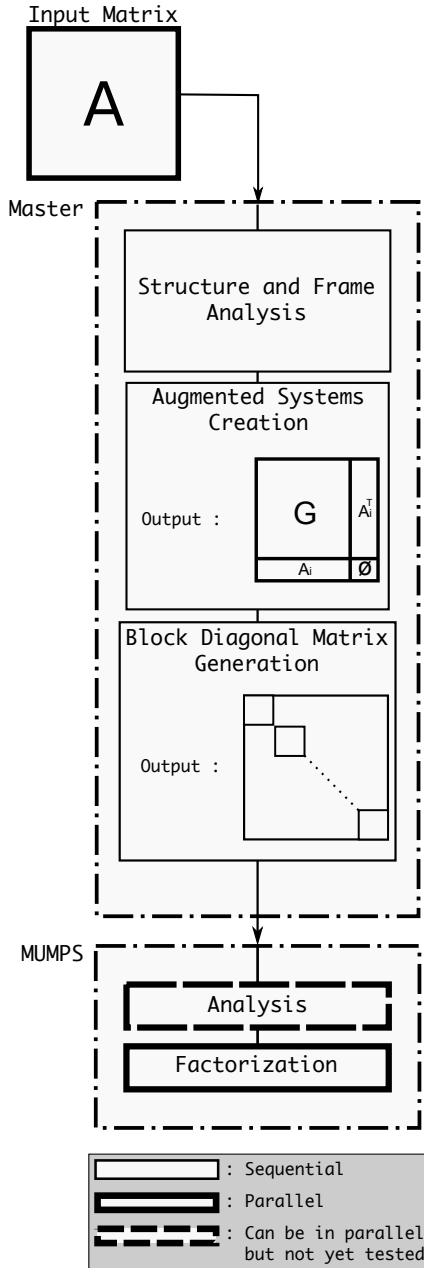 Input Matrix
A
Master
Structure and Frame
Analysis
Augmented Systems
Creation
Output :
G
AiT
Ai
Ø
Block Diagonal Matrix
Generation
Output :
MUMPS
Analysis
Factorization
: Sequential
: Parallel
: Can be in parallel
but not yet tested